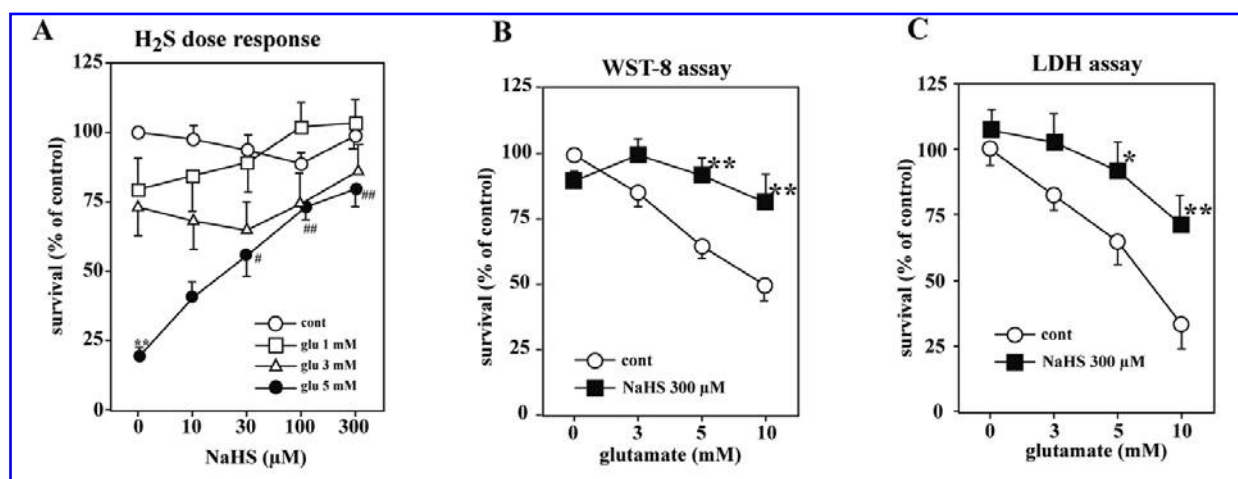 A
H₂S dose response
survival (% of control)
125
100
75
50
25
0
**
#
##
##
cont
glu 1 mM
glu 3 mM
glu 5 mM
0 10 30 100 300
NaHS (µM)
B
WST-8 assay
survival (% of control)
125
100
75
50
25
0
**
**
cont
NaHS 300 µM
0 3 5 10
glutamate (mM)
C
LDH assay
survival (% of control)
125
100
75
50
25
0
*
**
cont
NaHS 300 µM
0 3 5 10
glutamate (mM)